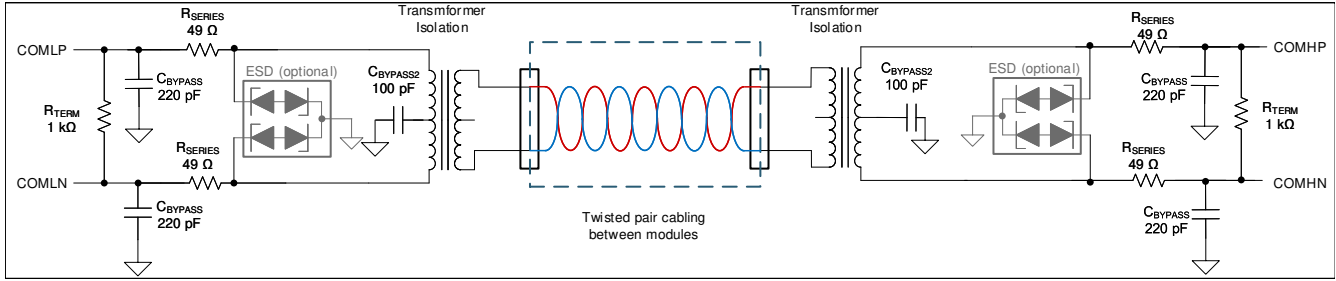 Transmformer
Isolation
Transmformer
Isolation
RSERIES
49 Ω
RSERIES
49 Ω
COMLP
COMHP
ESD (optional)
CBYPASS2
100 pF
CBYPASS2
100 pF
ESD (optional)
CBYPASS
220 pF
CBYPASS
220 pF
RTERM
1 kΩ
RTERM
1 kΩ
RSERIES
49 Ω
RSERIES
49 Ω
COMLN
COMHN
CBYPASS
220 pF
Twisted pair cabling
between modules
CBYPASS
220 pF